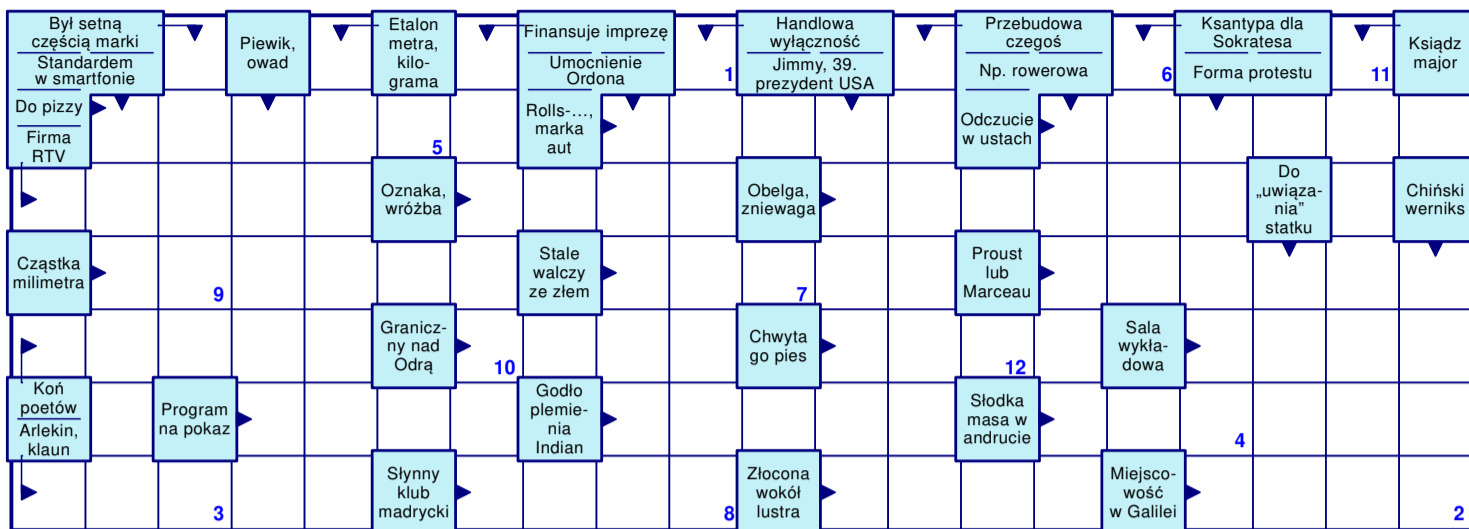 Był setną
częścią marki
Standardem
w smartfonie
Do pizzy
Firma
RTV
Piewik,
owad
Etalon
metra,
kilo-
grama
Finansuje imprezę
Umocnienie
Ordona
Rolls-...,
marka
aut
1
Handlowa
wyłączność
Jimmy, 39.
prezydent USA
Przebudowa
czegoś
Np. rowerowa
Odczucie
w ustach
6
Ksantypa dla
Sokratesa
Forma protestu
11
Ksiądz
major
5
Oznaka,
wróżba
Obelga,
zniewaga
Do
„uwiąza-
nia”
statku
Chiński
werniks
Cząstka
milimetra
9
Stale
walczy
ze złem
7
Proust
lub
Marceau
Granicz-
ny nad
Odrą
10
Chwyta
go pies
12
Sala
wykła-
dowa
Koń
poetów
Arlekin,
klaun
Program
na pokaz
Godło
plemie-
nia
Indian
Słodka
masa w
andrucie
4
3
Słynny
klub
madrycki
8
Złocona
wokół
lustra
Miejsco-
wość
w Galilei
2